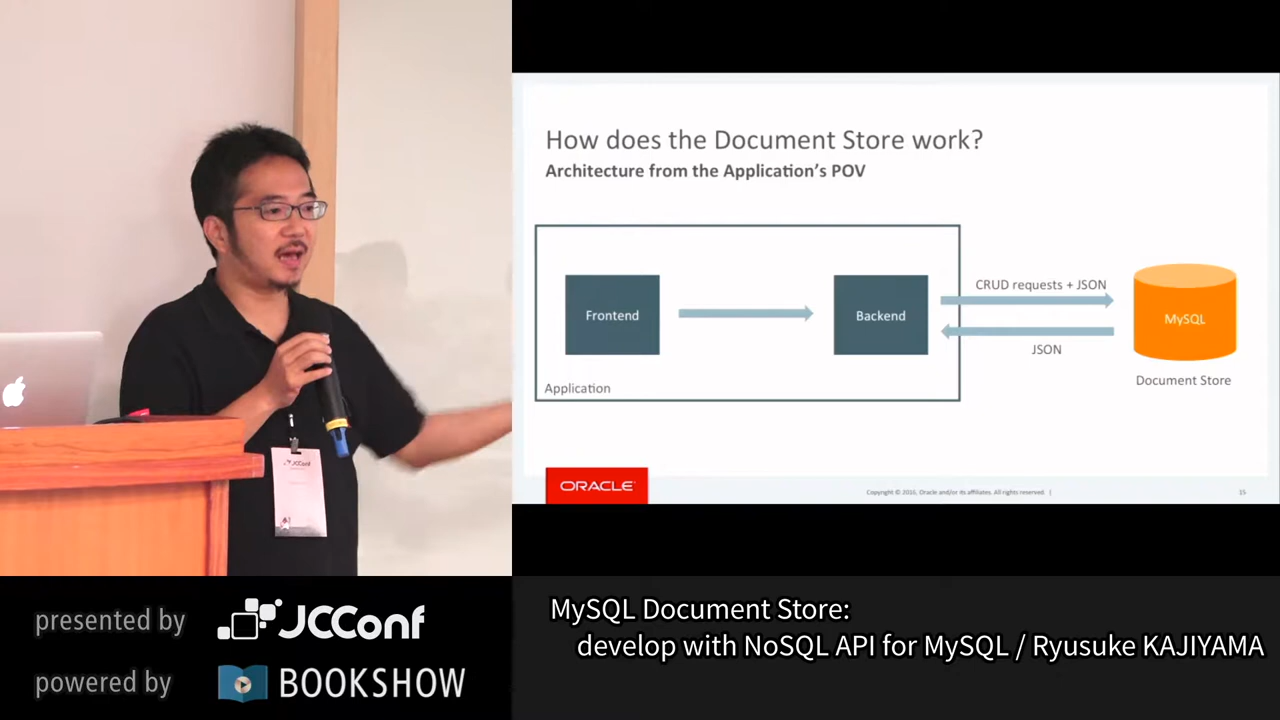 JCConf
How does the Document Store work?
Architecture from the Application's POV
Frontend
Backend
Application
CRUD requests + JSON
JSON
MySQL
Document Store
ORACLE
Copyright © 2016, Oracle and/or its affiliates. All rights reserved. |
15
presented by JCConf
powered by BOOKSHOW
MySQL Document Store:
develop with NoSQL API for MySQL / Ryusuke KAJIYAMA